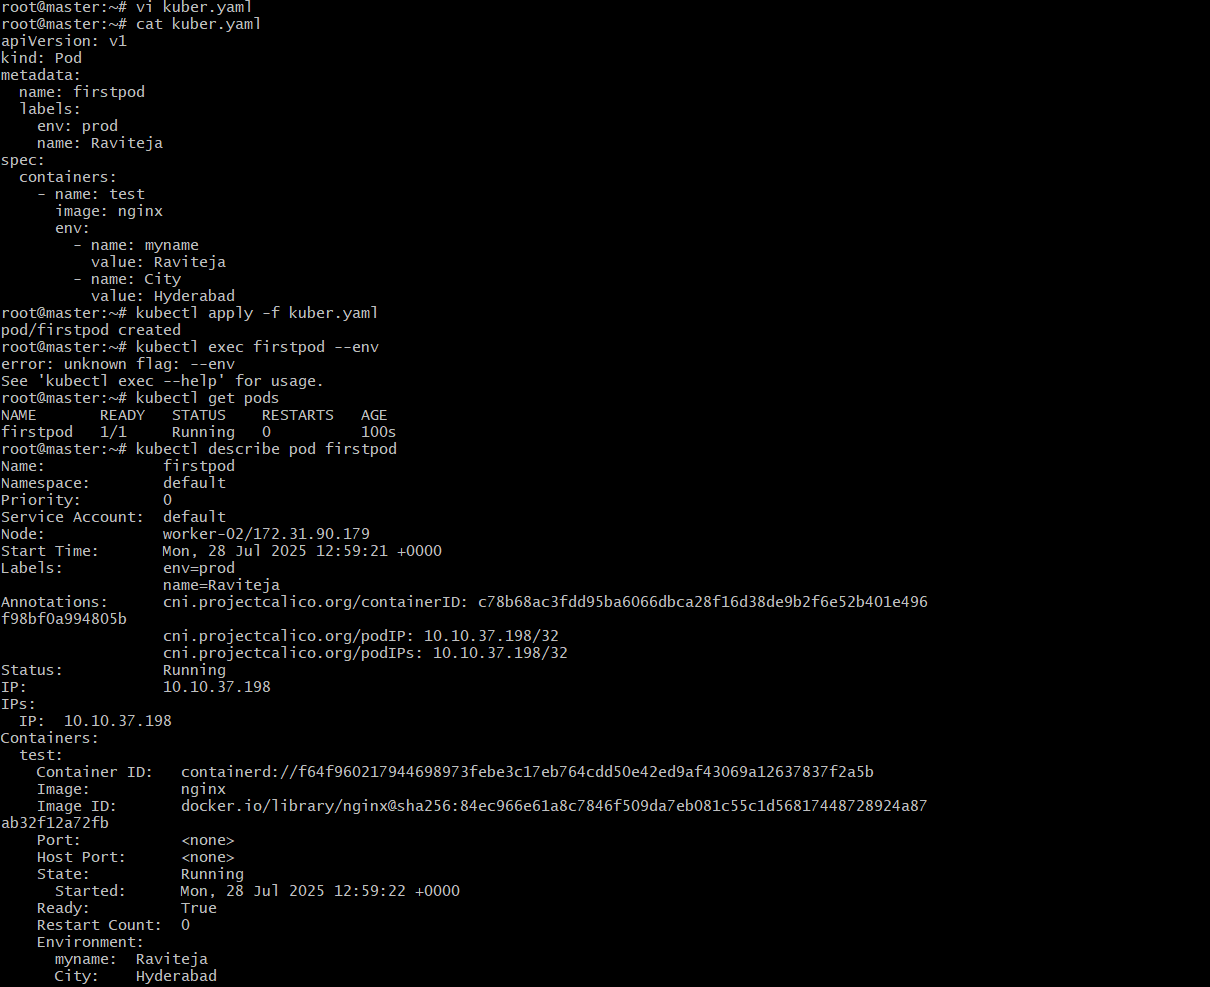 root@master:~# vi kuber.yaml
root@master:~# cat kuber.yaml
apiVersion: v1
kind: Pod
metadata:
  name: firstpod
  labels:
    env: prod
    name: Raviteja
spec:
  containers:
    - name: test
      image: nginx
      env:
        - name: myname
          value: Raviteja
        - name: City
          value: Hyderabad
root@master:~# kubectl apply -f kuber.yaml
pod/firstpod created
root@master:~# kubectl exec firstpod --env
error: unknown flag: --env
See 'kubectl exec --help' for usage.
root@master:~# kubectl get pods
NAME       READY   STATUS    RESTARTS   AGE
firstpod   1/1     Running   0          100s
root@master:~# kubectl describe pod firstpod
Name:             firstpod
Namespace:        default
Priority:         0
Service Account:  default
Node:             worker-02/172.31.90.179
Start Time:       Mon, 28 Jul 2025 12:59:21 +0000
Labels:           env=prod
                  name=Raviteja
Annotations:      cni.projectcalico.org/containerID: c78b68ac3fdd95ba6066dbca28f16d38de9b2f6e52b401e496
f98bf0a994805b
                  cni.projectcalico.org/podIP: 10.10.37.198/32
                  cni.projectcalico.org/podIPs: 10.10.37.198/32
Status:           Running
IP:               10.10.37.198
IPs:
  IP:  10.10.37.198
Containers:
  test:
    Container ID:   containerd://f64f960217944698973febe3c17eb764cdd50e42ed9af43069a12637837f2a5b
    Image:          nginx
    Image ID:       docker.io/library/nginx@sha256:84ec966e61a8c7846f509da7eb081c55c1d56817448728924a87
ab32f12a72fb
    Port:           <none>
    Host Port:      <none>
    State:          Running
      Started:      Mon, 28 Jul 2025 12:59:22 +0000
    Ready:          True
    Restart Count:  0
    Environment:
      myname:  Raviteja
      City:    Hyderabad